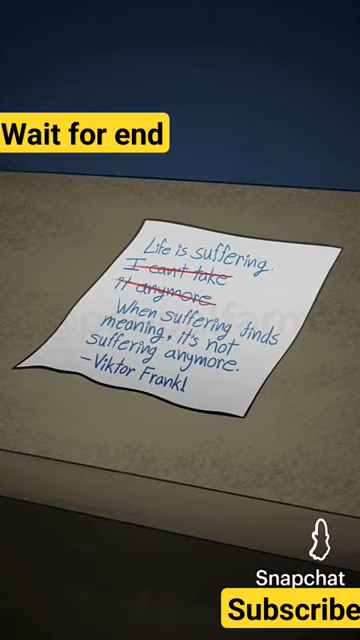 Wait for end
Life is suffering.
I can't take
it anymore.
When suffering finds
meaning, it's not
suffering anymore.
-Viktor Frankl
Snapchat
Subscribe